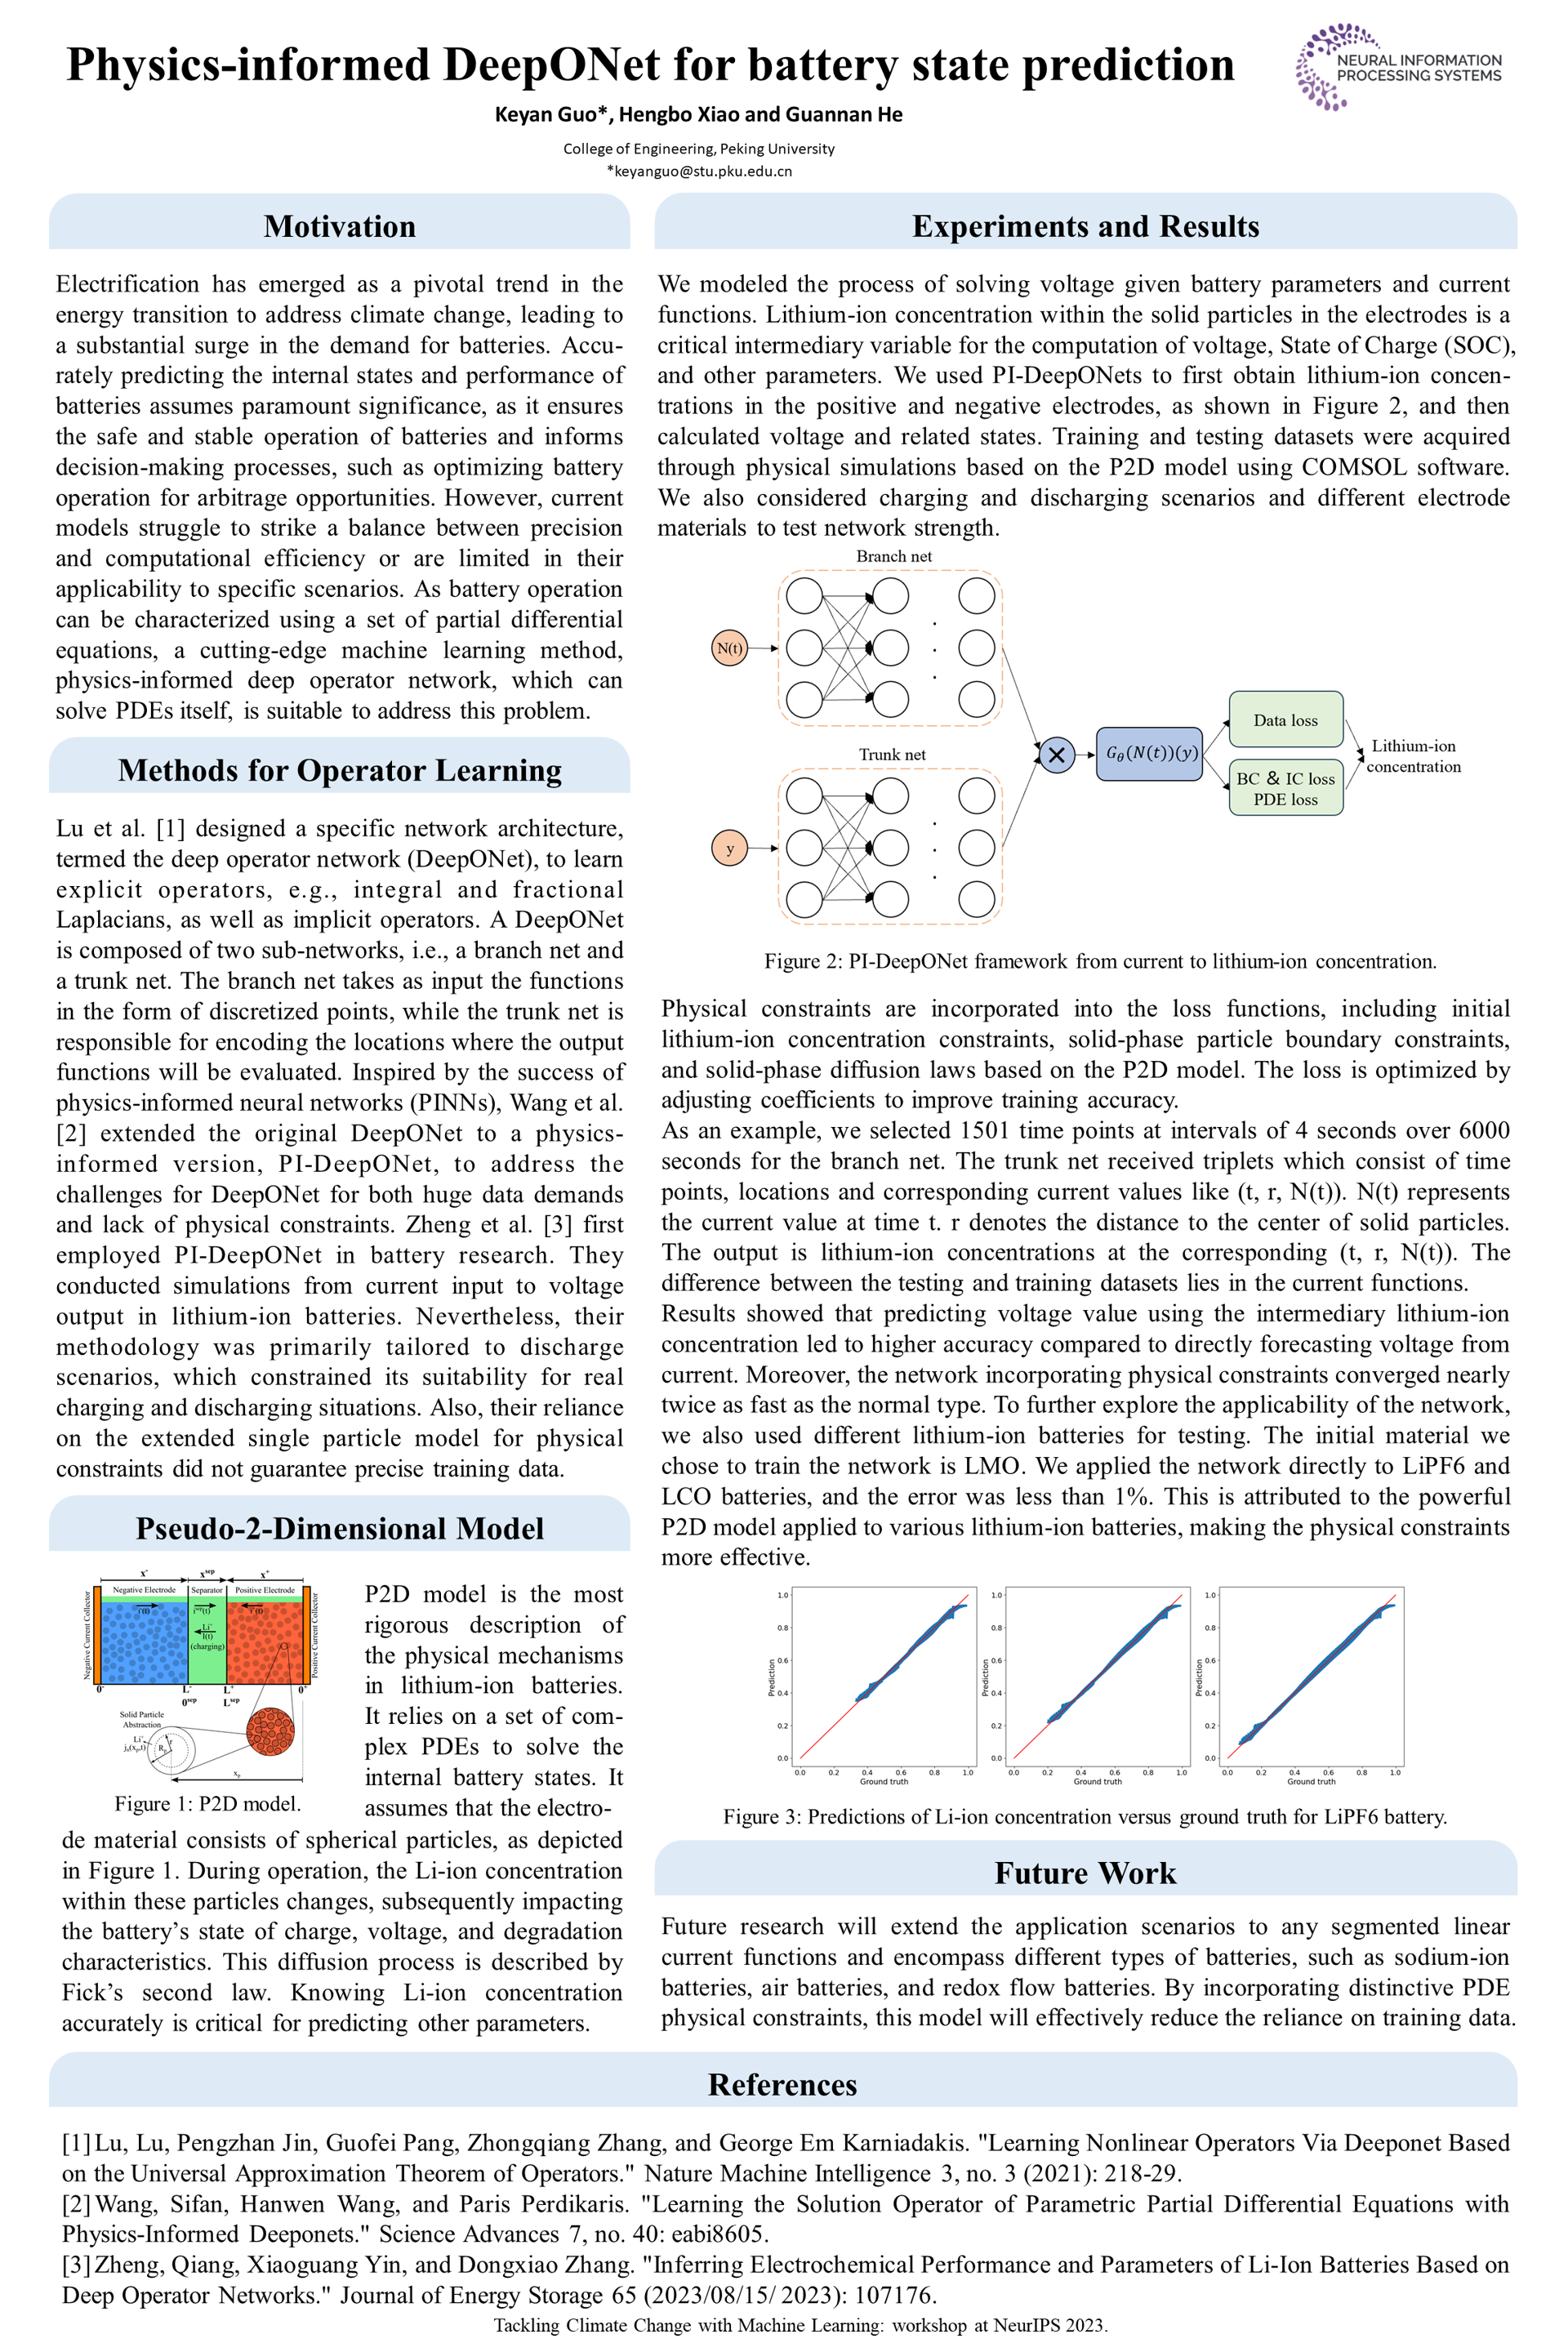 Physics-informed DeepONet for battery state prediction
NEURAL INFORMATION
PROCESSING SYSTEMS
Keyan Guo*, Hengbo Xiao and Guannan He
College of Engineering, Peking University
*keyanguo@stu.pku.edu.cn
Motivation
Electrification has emerged as a pivotal trend in the
energy transition to address climate change, leading to
a substantial surge in the demand for batteries. Accu-
rately predicting the internal states and performance of
batteries assumes paramount significance, as it ensures
the safe and stable operation of batteries and informs
decision-making processes, such as optimizing battery
operation for arbitrage opportunities. However, current
models struggle to strike a balance between precision
and computational efficiency or are limited in their
applicability to specific scenarios. As battery operation
can be characterized using a set of partial differential
equations, a cutting-edge machine learning method,
physics-informed deep operator network, which can
solve PDEs itself, is suitable to address this problem.
Methods for Operator Learning
Lu et al. [1] designed a specific network architecture,
termed the deep operator network (DeepONet), to learn
explicit operators, e.g., integral and fractional
Laplacians, as well as implicit operators. A DeepONet
is composed of two sub-networks, i.e., a branch net and
a trunk net. The branch net takes as input the functions
in the form of discretized points, while the trunk net is
responsible for encoding the locations where the output
functions will be evaluated. Inspired by the success of
physics-informed neural networks (PINNs), Wang et al.
[2] extended the original DeepONet to a physics-
informed version, PI-DeepONet, to address the
challenges for DeepONet for both huge data demands
and lack of physical constraints. Zheng et al. [3] first
employed PI-DeepONet in battery research. They
conducted simulations from current input to voltage
output in lithium-ion batteries. Nevertheless, their
methodology was primarily tailored to discharge
scenarios, which constrained its suitability for real
charging and discharging situations. Also, their reliance
on the extended single particle model for physical
constraints did not guarantee precise training data.
Pseudo-2-Dimensional Model
x⁻ xˢᵉᵖ x⁺
Negative Electrode Separator Positive Electrode
Negative Current Collector
Positive Current Collector
Li⁺
I(t)
(charging)
0⁻ L⁻ L⁺ 0⁺
0ˢᵉᵖ Lˢᵉᵖ
Solid Particle
Abstraction
Li⁺
r
Rₚ
Figure 1: P2D model.
P2D model is the most
rigorous description of
the physical mechanisms
in lithium-ion batteries.
It relies on a set of com-
plex PDEs to solve the
internal battery states. It
assumes that the electro-
de material consists of spherical particles, as depicted
in Figure 1. During operation, the Li-ion concentration
within these particles changes, subsequently impacting
the battery's state of charge, voltage, and degradation
characteristics. This diffusion process is described by
Fick's second law. Knowing Li-ion concentration
accurately is critical for predicting other parameters.
Experiments and Results
We modeled the process of solving voltage given battery parameters and current
functions. Lithium-ion concentration within the solid particles in the electrodes is a
critical intermediary variable for the computation of voltage, State of Charge (SOC),
and other parameters. We used PI-DeepONets to first obtain lithium-ion concen-
trations in the positive and negative electrodes, as shown in Figure 2, and then
calculated voltage and related states. Training and testing datasets were acquired
through physical simulations based on the P2D model using COMSOL software.
We also considered charging and discharging scenarios and different electrode
materials to test network strength.
Branch net
N(t)
Trunk net
y
G_θ(N(t))(y)
Data loss
BC & IC loss
PDE loss
Lithium-ion
concentration
Figure 2: PI-DeepONet framework from current to lithium-ion concentration.
Physical constraints are incorporated into the loss functions, including initial
lithium-ion concentration constraints, solid-phase particle boundary constraints,
and solid-phase diffusion laws based on the P2D model. The loss is optimized by
adjusting coefficients to improve training accuracy.
As an example, we selected 1501 time points at intervals of 4 seconds over 6000
seconds for the branch net. The trunk net received triplets which consist of time
points, locations and corresponding current values like (t, r, N(t)). N(t) represents
the current value at time t. r denotes the distance to the center of solid particles.
The output is lithium-ion concentrations at the corresponding (t, r, N(t)). The
difference between the testing and training datasets lies in the current functions.
Results showed that predicting voltage value using the intermediary lithium-ion
concentration led to higher accuracy compared to directly forecasting voltage from
current. Moreover, the network incorporating physical constraints converged nearly
twice as fast as the normal type. To further explore the applicability of the network,
we also used different lithium-ion batteries for testing. The initial material we
chose to train the network is LMO. We applied the network directly to LiPF6 and
LCO batteries, and the error was less than 1%. This is attributed to the powerful
P2D model applied to various lithium-ion batteries, making the physical constraints
more effective.
Prediction
1.0
0.8
0.6
0.4
0.2
0.0
0.0 0.2 0.4 0.6 0.8 1.0
Ground truth
Prediction
1.0
0.8
0.6
0.4
0.2
0.0
0.0 0.2 0.4 0.6 0.8 1.0
Ground truth
Prediction
1.0
0.8
0.6
0.4
0.2
0.0
0.0 0.2 0.4 0.6 0.8 1.0
Ground truth
Figure 3: Predictions of Li-ion concentration versus ground truth for LiPF6 battery.
Future Work
Future research will extend the application scenarios to any segmented linear
current functions and encompass different types of batteries, such as sodium-ion
batteries, air batteries, and redox flow batteries. By incorporating distinctive PDE
physical constraints, this model will effectively reduce the reliance on training data.
References
[1] Lu, Lu, Pengzhan Jin, Guofei Pang, Zhongqiang Zhang, and George Em Karniadakis. "Learning Nonlinear Operators Via Deeponet Based
on the Universal Approximation Theorem of Operators." Nature Machine Intelligence 3, no. 3 (2021): 218-29.
[2] Wang, Sifan, Hanwen Wang, and Paris Perdikaris. "Learning the Solution Operator of Parametric Partial Differential Equations with
Physics-Informed Deeponets." Science Advances 7, no. 40: eabi8605.
[3] Zheng, Qiang, Xiaoguang Yin, and Dongxiao Zhang. "Inferring Electrochemical Performance and Parameters of Li-Ion Batteries Based on
Deep Operator Networks." Journal of Energy Storage 65 (2023/08/15/ 2023): 107176.
Tackling Climate Change with Machine Learning: workshop at NeurIPS 2023.